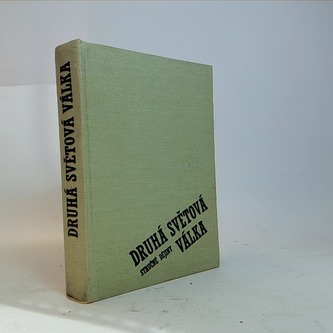 DRUHÁ SVĚTOVÁ VÁLKA
DRUHÁ SVĚTOVÁ
STRUČNÉ DĚJINY VÁLKA